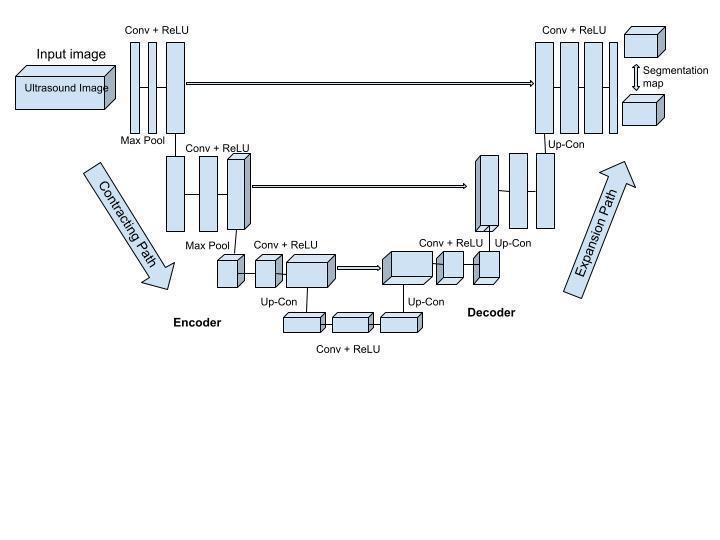 Input image
Ultrasound Image
Conv + ReLU
Max Pool
Conv + ReLU
Max Pool
Conv + ReLU
Up-Con
Conv + ReLU
Contracting Path
Encoder
Conv + ReLU
Segmentation
map
Up-Con
Conv + ReLU
Up-Con
Up-Con
Decoder
Expansion Path